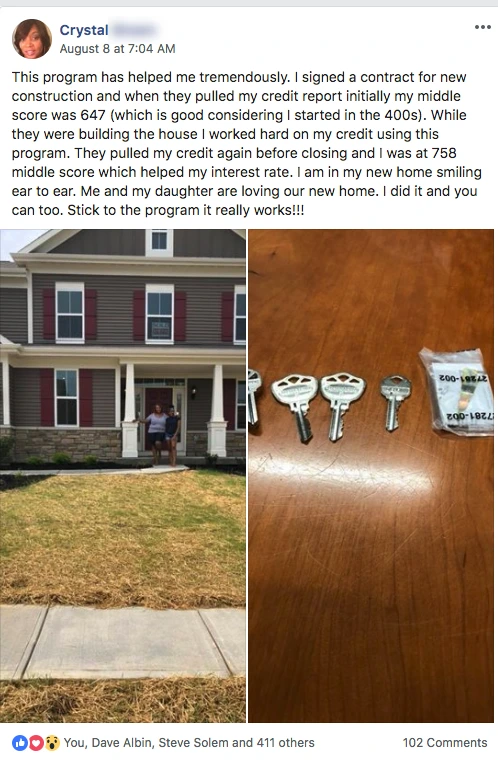 Crystal
August 8 at 7:04 AM
This program has helped me tremendously. I signed a contract for new
construction and when they pulled my credit report initially my middle
score was 647 (which is good considering I started in the 400s). While
they were building the house I worked hard on my credit using this
program. They pulled my credit again before closing and I was at 758
middle score which helped my interest rate. I am in my new home smiling
ear to ear. Me and my daughter are loving our new home. I did it and you
can too. Stick to the program it really works!!!
27281-002
You, Dave Albin, Steve Solem and 411 others
102 Comments